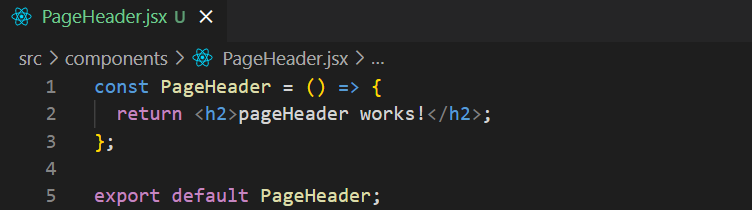 PageHeader.jsx U
src > components > PageHeader.jsx > ...
1 const PageHeader = () => {
2   return <h2>pageHeader works!</h2>;
3 };
4
5 export default PageHeader;